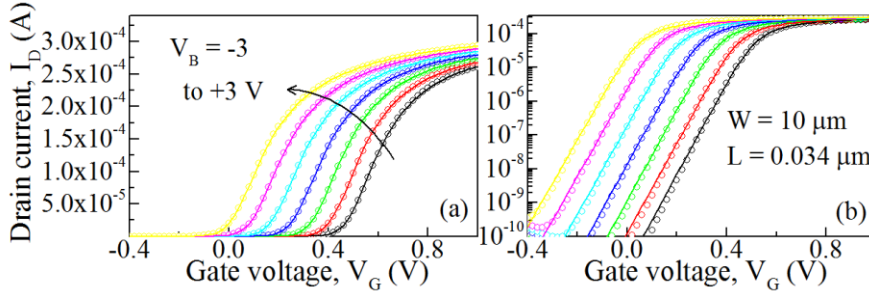 Drain current, I_D (A)
3.0x10⁻⁴
2.5x10⁻⁴
2.0x10⁻⁴
1.5x10⁻⁴
1.0x10⁻⁴
5.0x10⁻⁵
V_B = -3
to +3 V
(a)
-0.4 0.0 0.4 0.8
Gate voltage, V_G (V)
10⁻⁴
10⁻⁵
10⁻⁶
10⁻⁷
10⁻⁸
10⁻⁹
10⁻¹⁰
W = 10 μm
L = 0.034 μm
(b)
-0.4 0.0 0.4 0.8
Gate voltage, V_G (V)